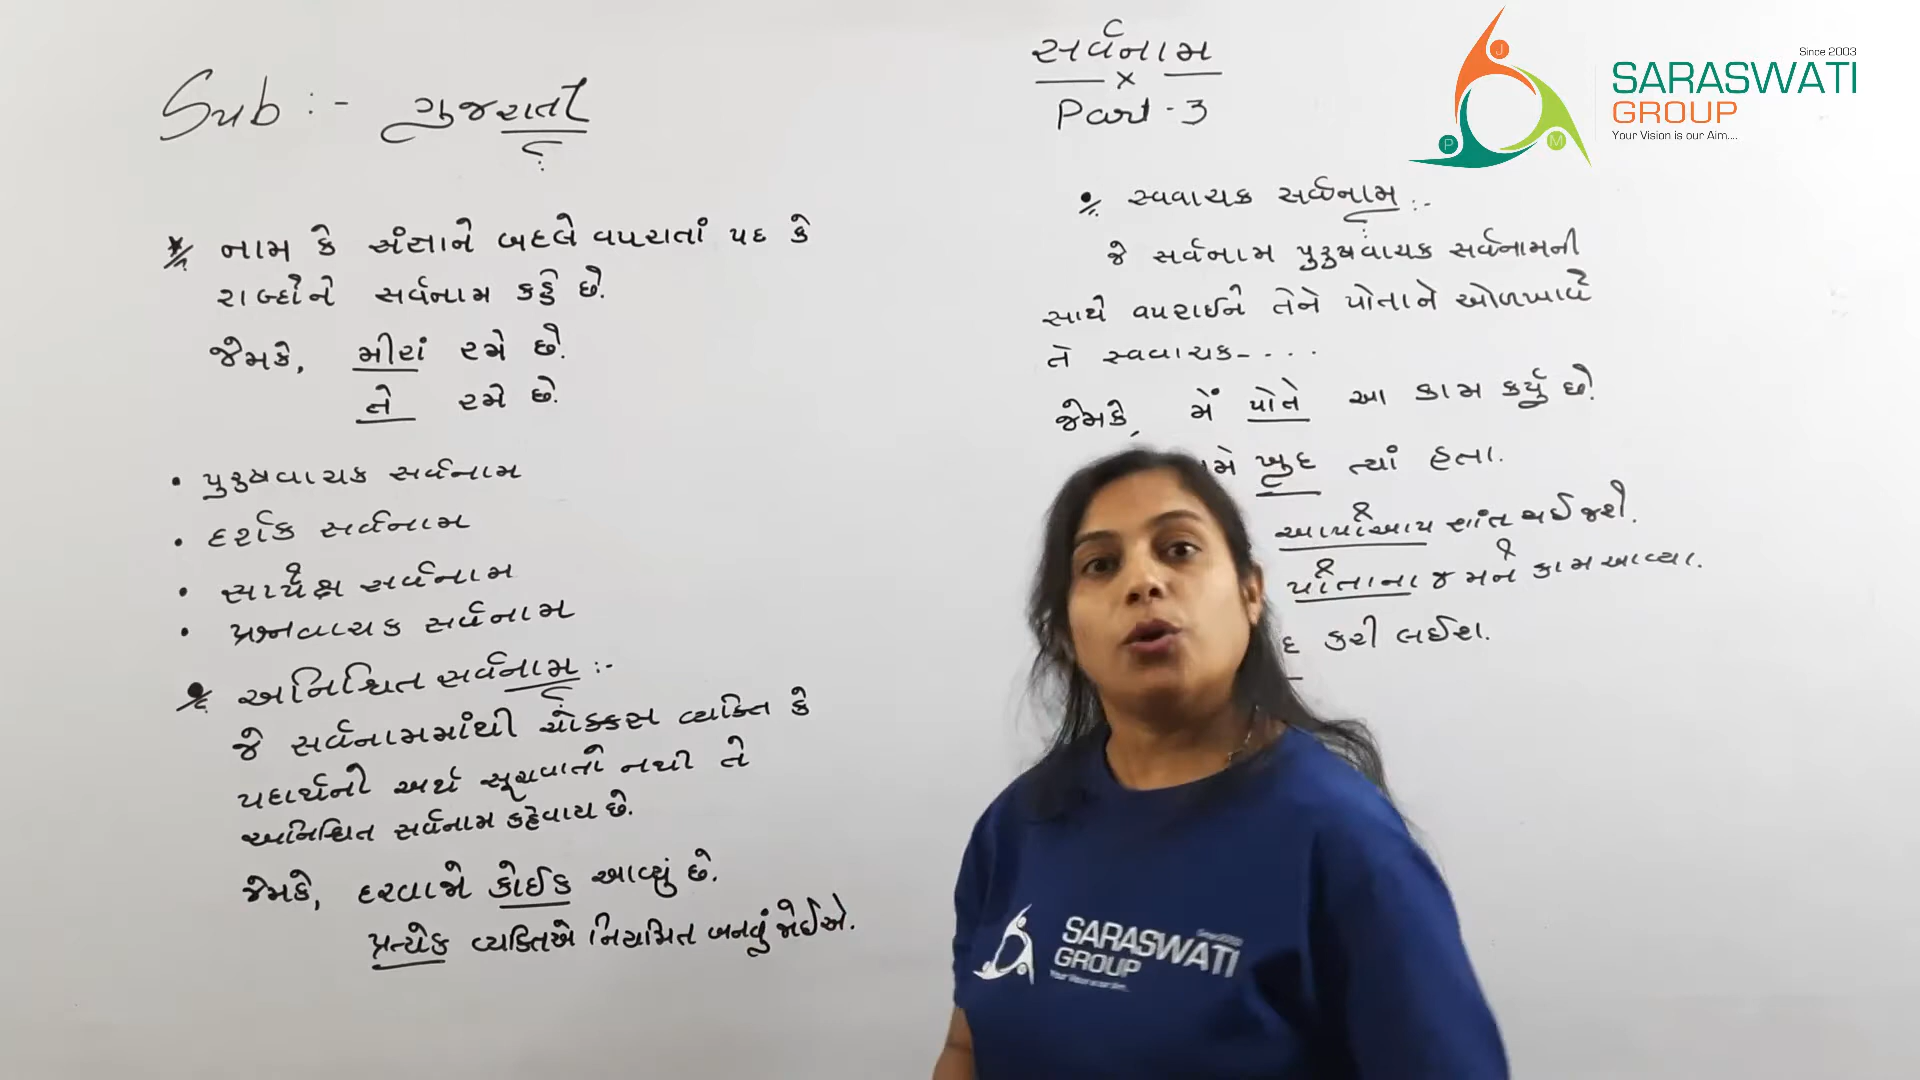 Sub :- ગુજરાતી
* નામ કે સંજ્ઞાને બદલે વપરાતાં પદ કે
શબ્દોને સર્વનામ કહે છે.
જેમકે, મીરાં રમે છે.
તે રમે છે.
• પુરુષવાચક સર્વનામ
• દર્શક સર્વનામ
• સાપેક્ષ સર્વનામ
• પ્રશ્નવાચક સર્વનામ
• અનિશ્ચિત સર્વનામ :-
જે સર્વનામમાંથી ચોક્કસ વ્યક્તિ કે
પદાર્થનો અર્થ સૂચવાતો નથી તે
અનિશ્ચિત સર્વનામ કહેવાય છે.
જેમકે, દરવાજે કોઈક આવ્યું છે.
પ્રત્યેક વ્યક્તિએ નિયમિત બનવું જોઈએ.
સર્વનામ
Part - 3
• સ્વવાચક સર્વનામ :-
જે સર્વનામ પુરુષવાચક સર્વનામની
સાથે વપરાઈને તેને પોતાને ઓળખાવે
તે સ્વવાચક - . . .
જેમકે, મેં પોતે આ કામ કર્યું છે.
ખુદ ત્યાં હતા.
આપોઆપ શાંત થઈ જશે.
પોતાના જ મને કામ આવ્યા.
કરી લઈશ.
Since 2003
SARASWATI
GROUP
Your Vision is our Aim....
J
P
M
SARASWATI
GROUP